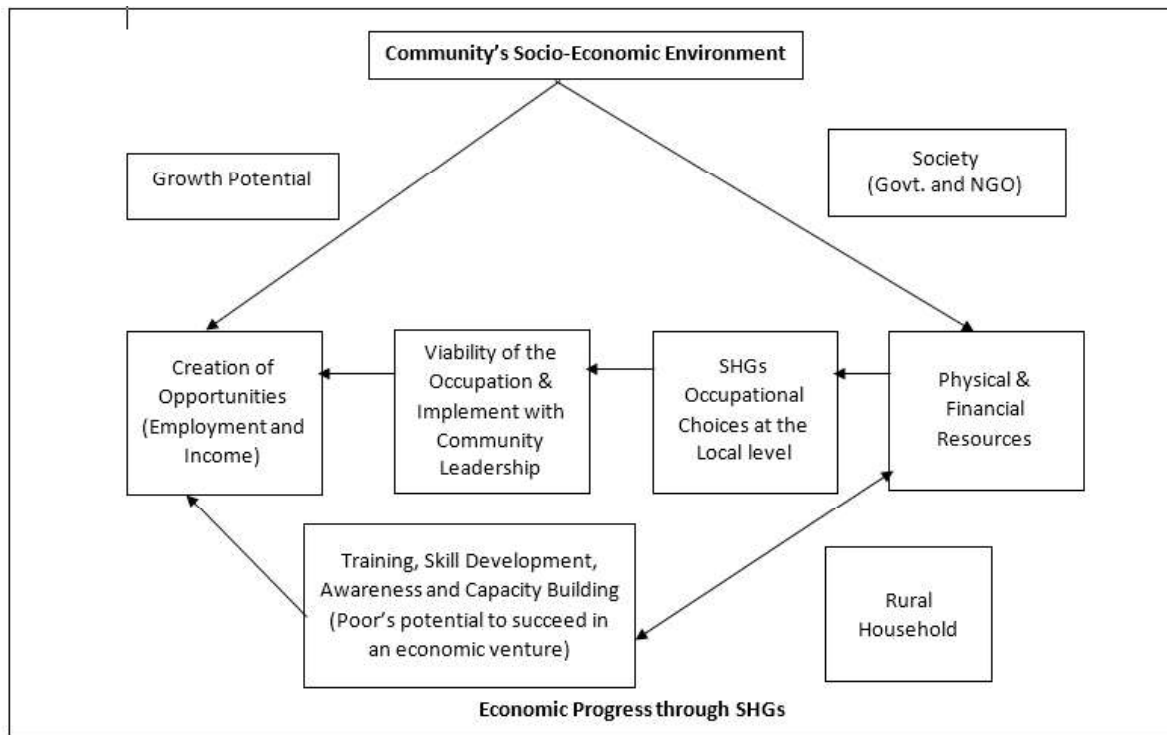 Community's Socio-Economic Environment
Growth Potential
Society
(Govt. and NGO)
Creation of
Opportunities
(Employment and
Income)
Viability of the
Occupation &
Implement with
Community
Leadership
SHGs
Occupational
Choices at the
Local level
Physical &
Financial
Resources
Training, Skill Development,
Awareness and Capacity Building
(Poor's potential to succeed in
an economic venture)
Rural
Household
Economic Progress through SHGs